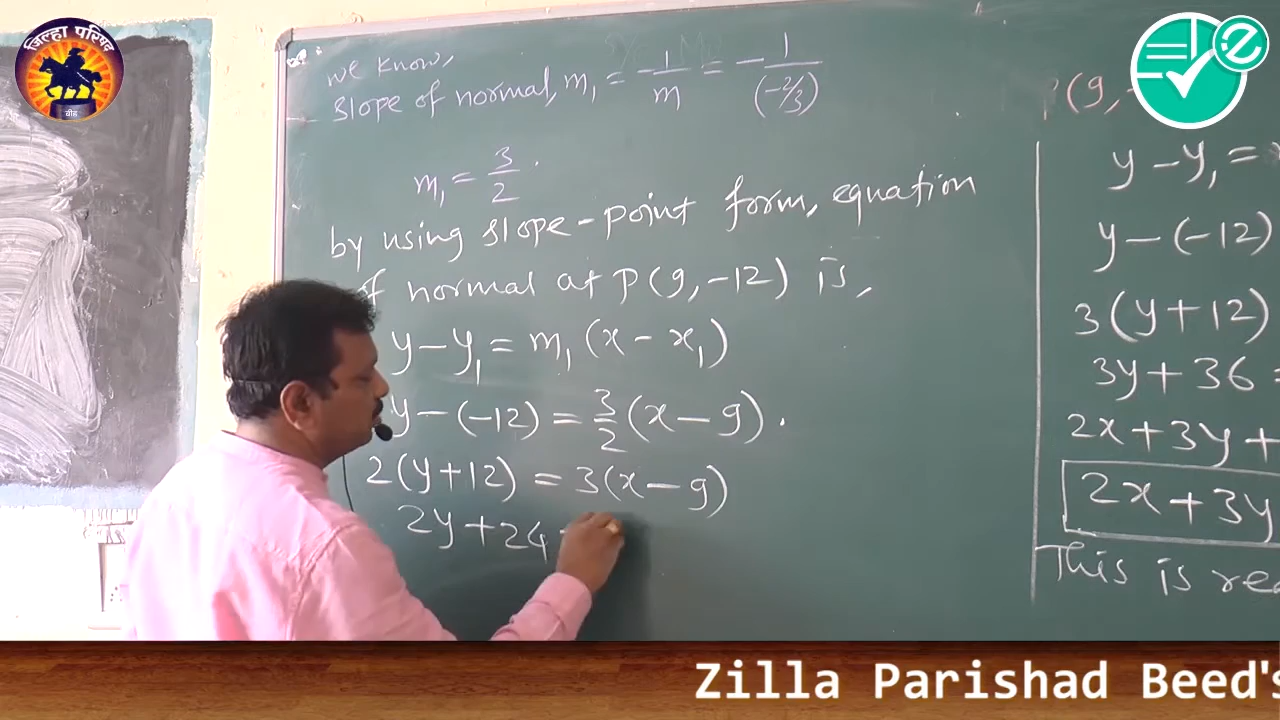 जिल्हा परिषद
बीड
we know,
slope of normal, m₁ = -1/m = -1/(-2/3)
m₁ = 3/2.
by using slope-point form, equation
of normal at P(9,-12) is,
y - y₁ = m₁ (x - x₁)
y - (-12) = 3/2 (x - 9).
2(y+12) = 3(x-9)
2y+24
(9,
y - y₁ =
y - (-12)
3(y+12)
3y+36 =
2x+3y+
2x+3y
This is
Zilla Parishad Beed's